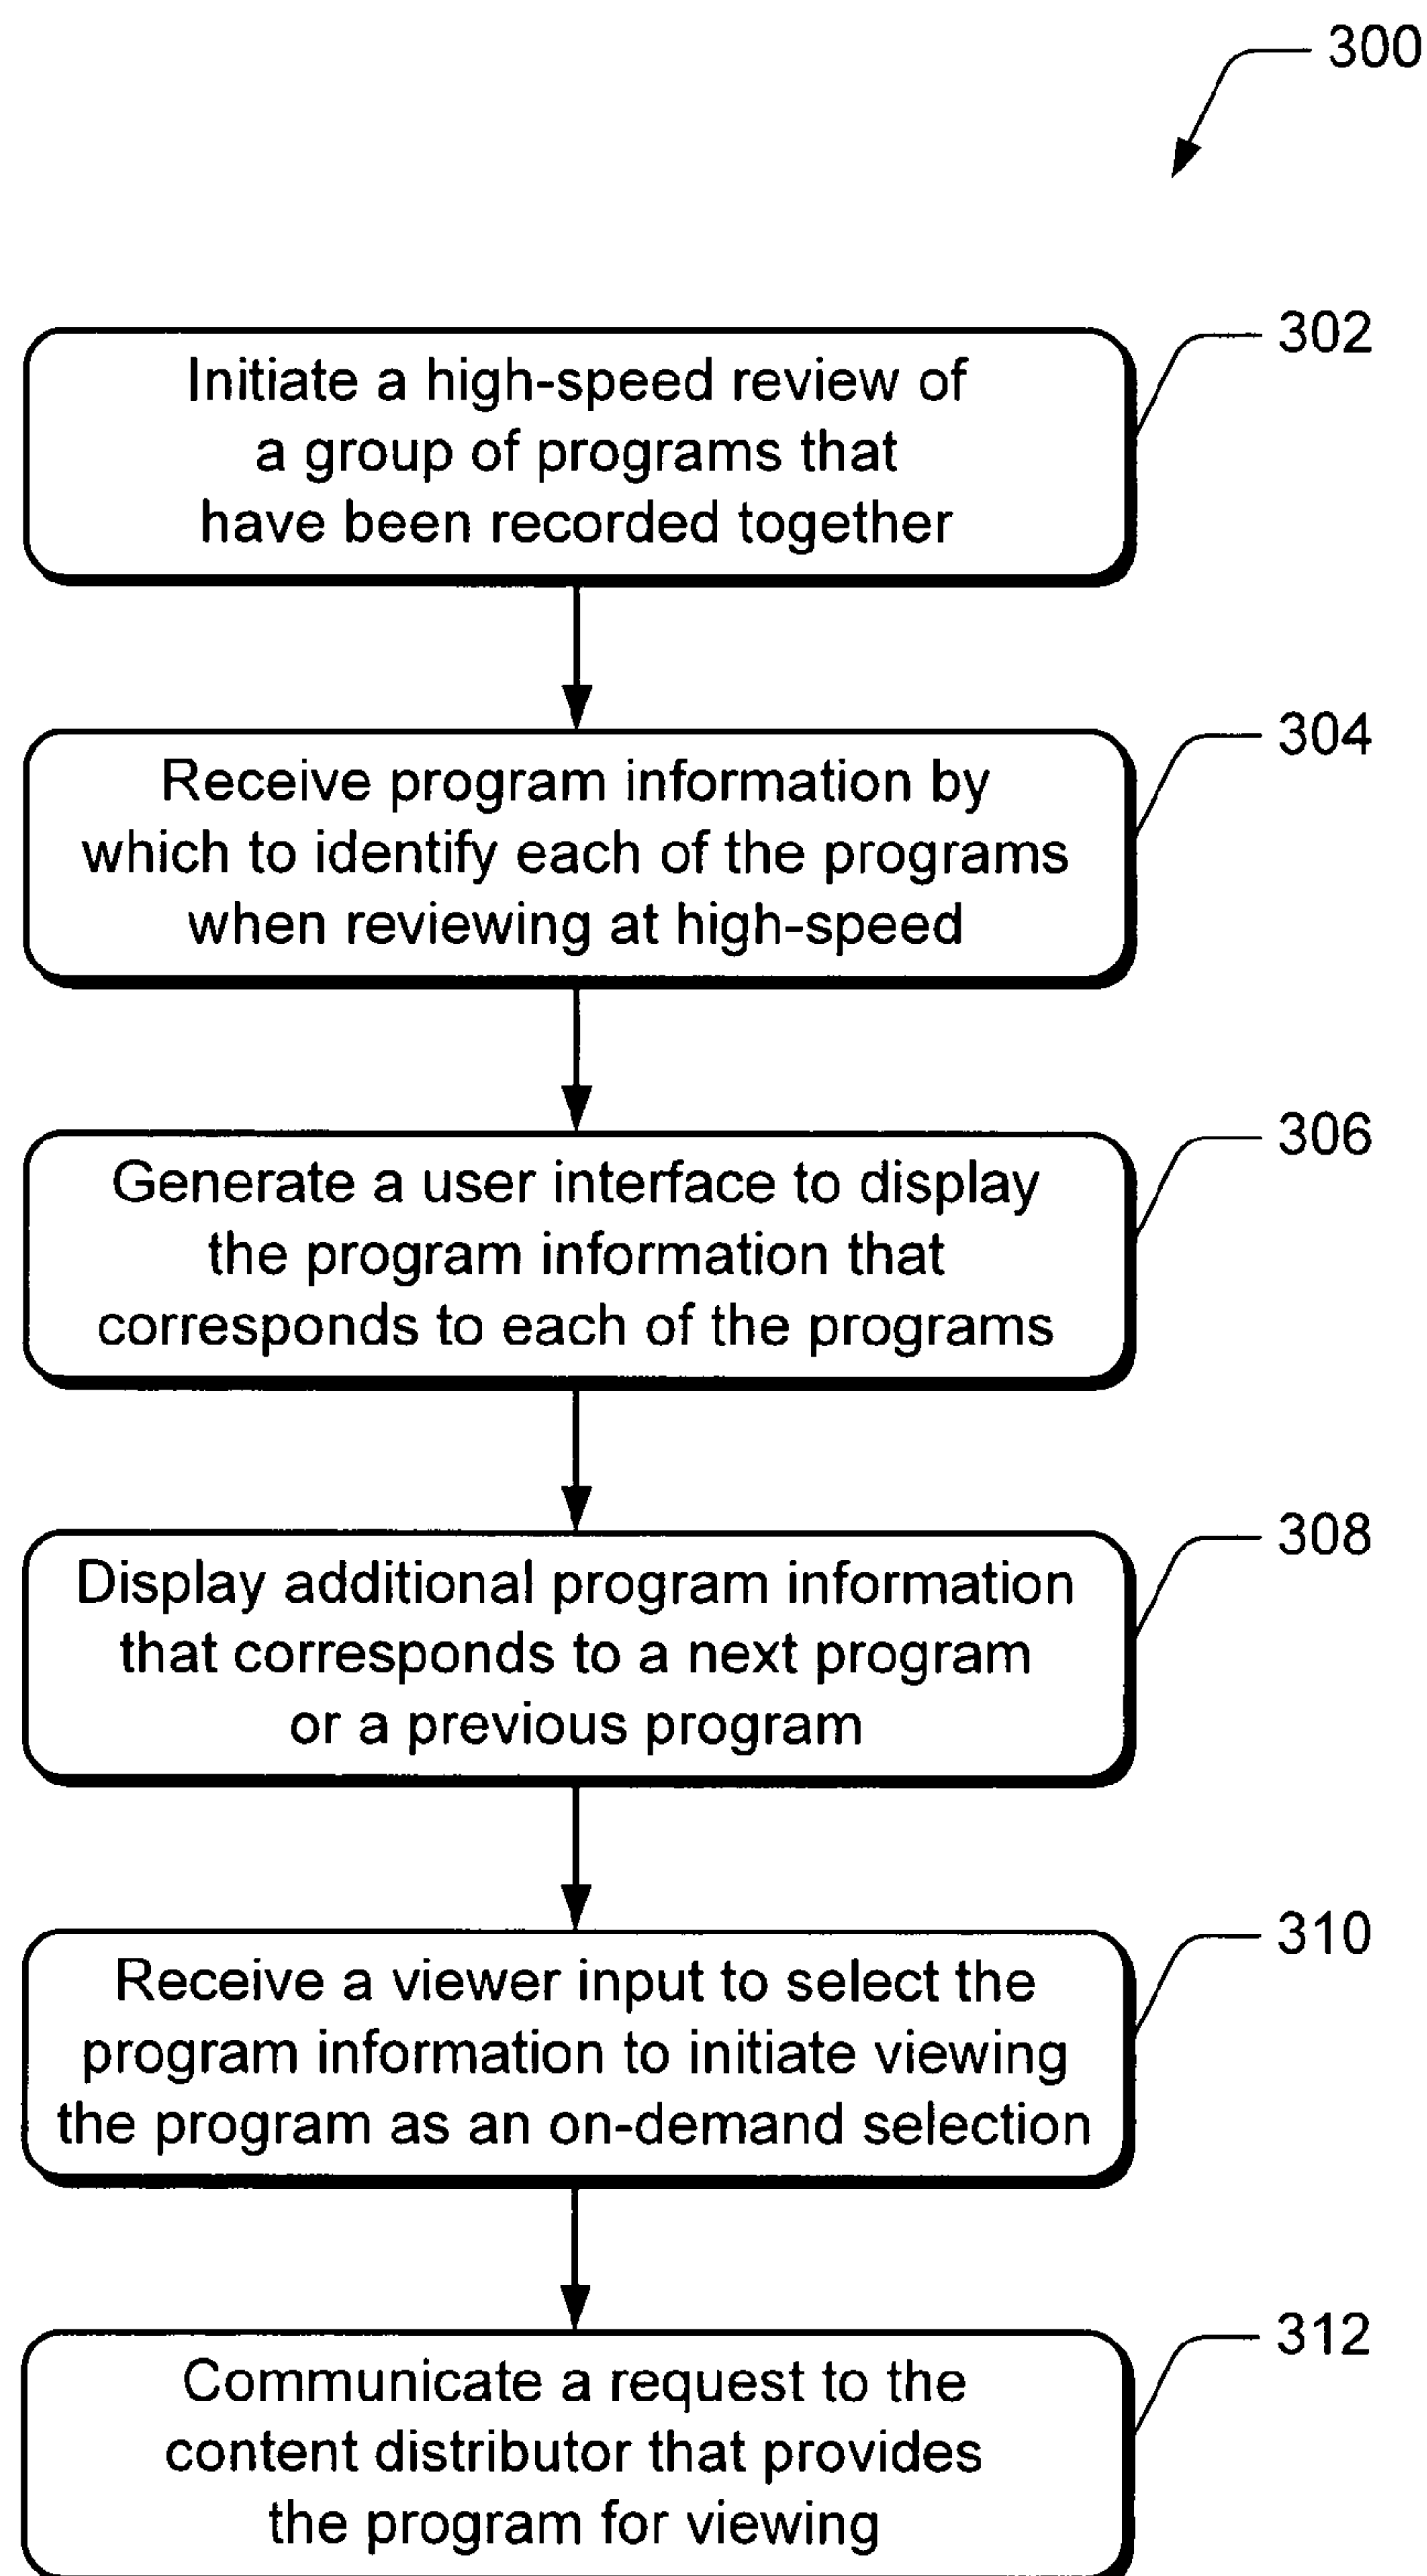 300
302
Initiate a high-speed review of
a group of programs that
have been recorded together
304
Receive program information by
which to identify each of the programs
when reviewing at high-speed
306
Generate a user interface to display
the program information that
corresponds to each of the programs
308
Display additional program information
that corresponds to a next program
or a previous program
310
Receive a viewer input to select the
program information to initiate viewing
the program as an on-demand selection
312
Communicate a request to the
content distributor that provides
the program for viewing